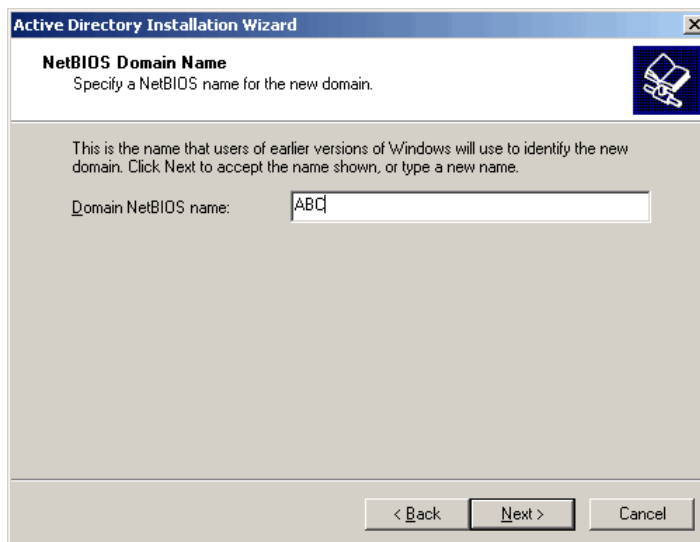 Active Directory Installation Wizard
NetBIOS Domain Name
Specify a NetBIOS name for the new domain.
This is the name that users of earlier versions of Windows will use to identify the new
domain. Click Next to accept the name shown, or type a new name.
Domain NetBIOS name:
ABC
< Back
Next >
Cancel